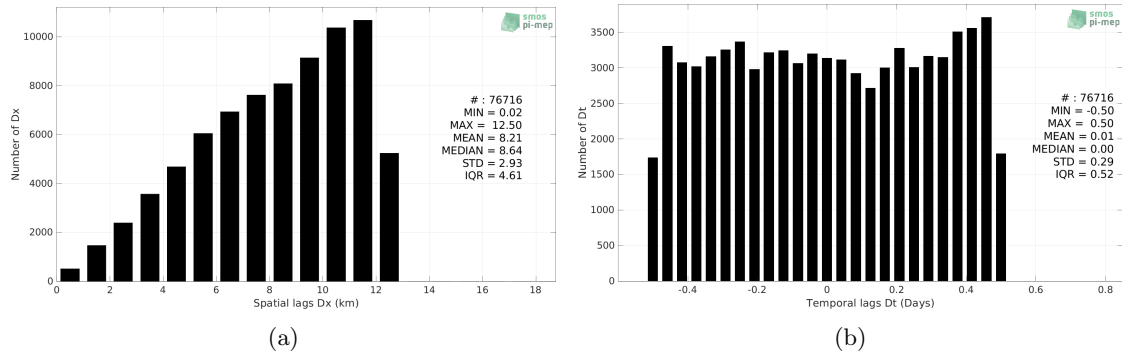 smos
pi-mep
10000
8000
6000
4000
2000
0
Number of Dx
# : 76716
MIN = 0.02
MAX = 12.50
MEAN = 8.21
MEDIAN = 8.64
STD = 2.93
IQR = 4.61
0 2 4 6 8 10 12 14 16 18
Spatial lags Dx (km)
(a)
smos
pi-mep
3500
3000
2500
2000
1500
1000
500
0
Number of Dt
# : 76716
MIN = -0.50
MAX = 0.50
MEAN = 0.01
MEDIAN = 0.00
STD = 0.29
IQR = 0.52
-0.4 -0.2 0 0.2 0.4 0.6 0.8
Temporal lags Dt (Days)
(b)